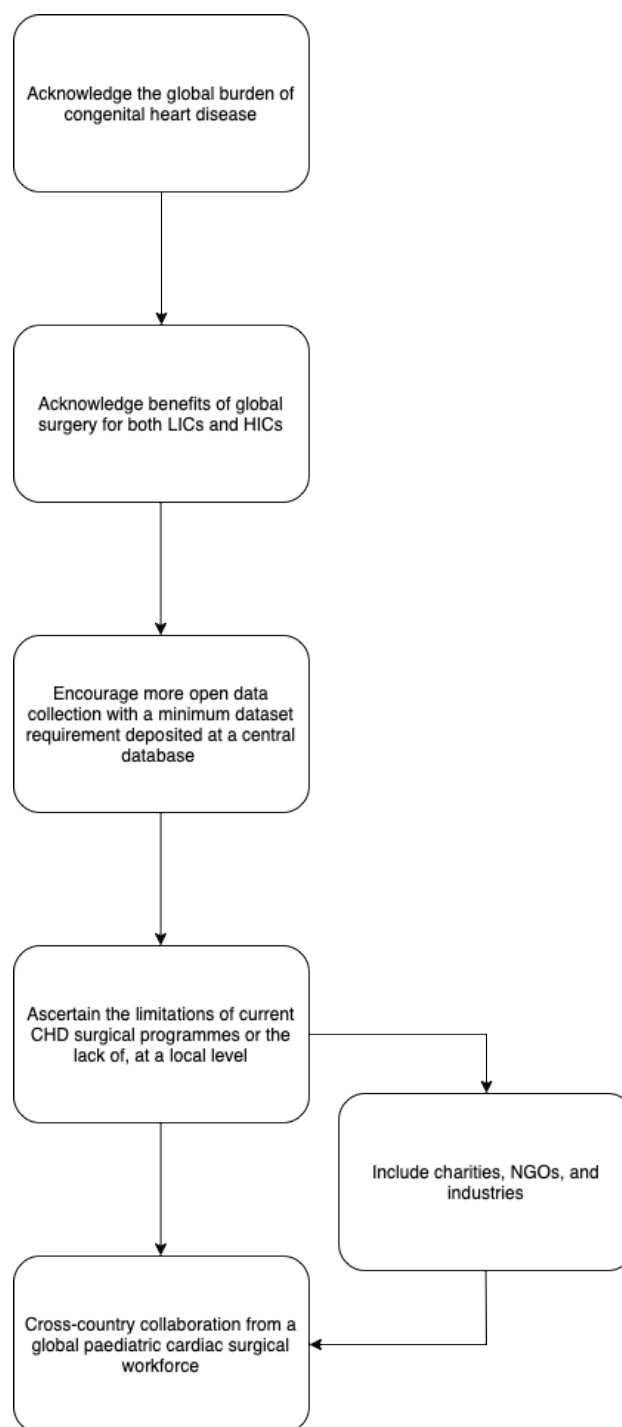 Acknowledge the global burden of
congenital heart disease
Acknowledge benefits of global
surgery for both LICs and HICs
Encourage more open data
collection with a minimum dataset
requirement deposited at a central
database
Ascertain the limitations of current
CHD surgical programmes or the
lack of, at a local level
Include charities, NGOs, and
industries
Cross-country collaboration from a
global paediatric cardiac surgical
workforce